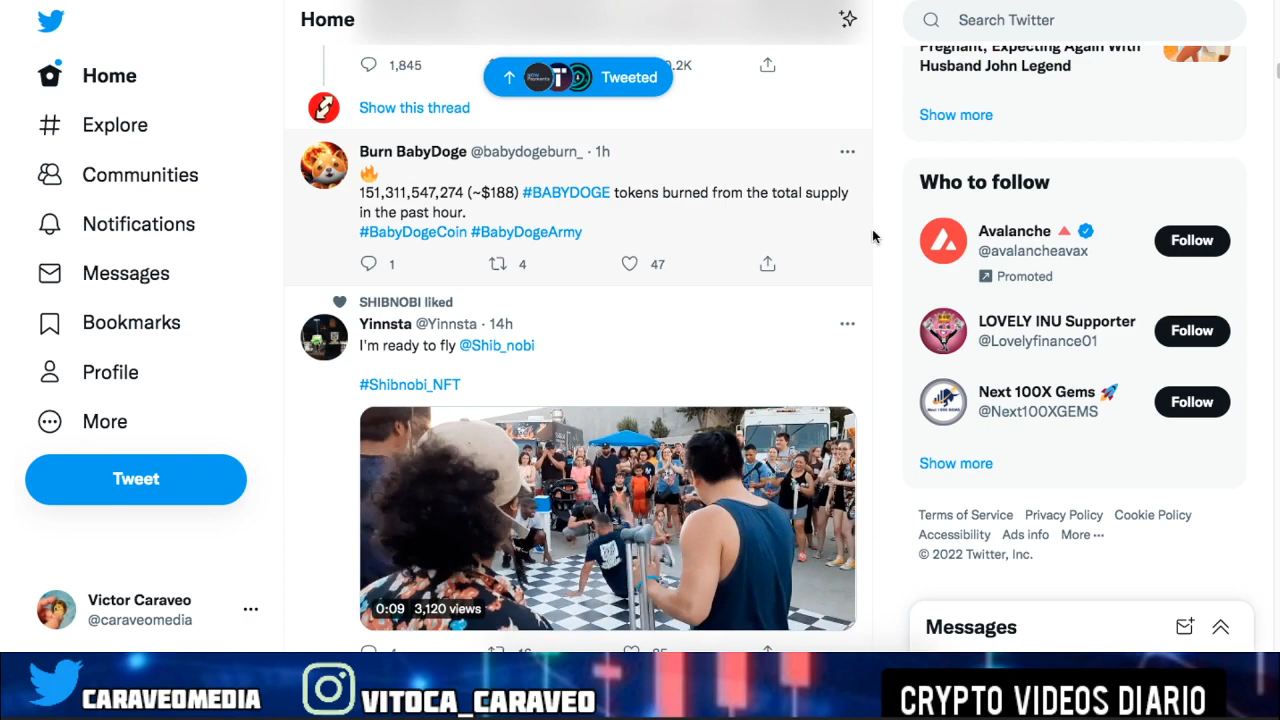 Home
Explore
Communities
Notifications
Messages
Bookmarks
Profile
More
Tweet
Victor Caraveo
@caraveomedia
Home
1,845
Tweeted
.2K
Show this thread
Burn BabyDoge @babydogeburn_ · 1h
151,311,547,274 (~$188) #BABYDOGE tokens burned from the total supply
in the past hour.
#BabyDogeCoin #BabyDogeArmy
1 4 47
SHIBNOBI liked
Yinnsta @Yinnsta · 14h
I'm ready to fly @Shib_nobi
#Shibnobi_NFT
0:09 3,120 views
Search Twitter
Pregnant, Expecting Again With
Husband John Legend
Show more
Who to follow
Avalanche
@avalancheavax
Promoted
Follow
LOVELY INU Supporter
@Lovelyfinance01
Follow
Next 100X Gems
@Next100XGEMS
Follow
Show more
Terms of Service Privacy Policy Cookie Policy
Accessibility Ads info More
© 2022 Twitter, Inc.
Messages
CARAVEOMEDIA
VITOCA_CARAVEO
CRYPTO VIDEOS DIARIO